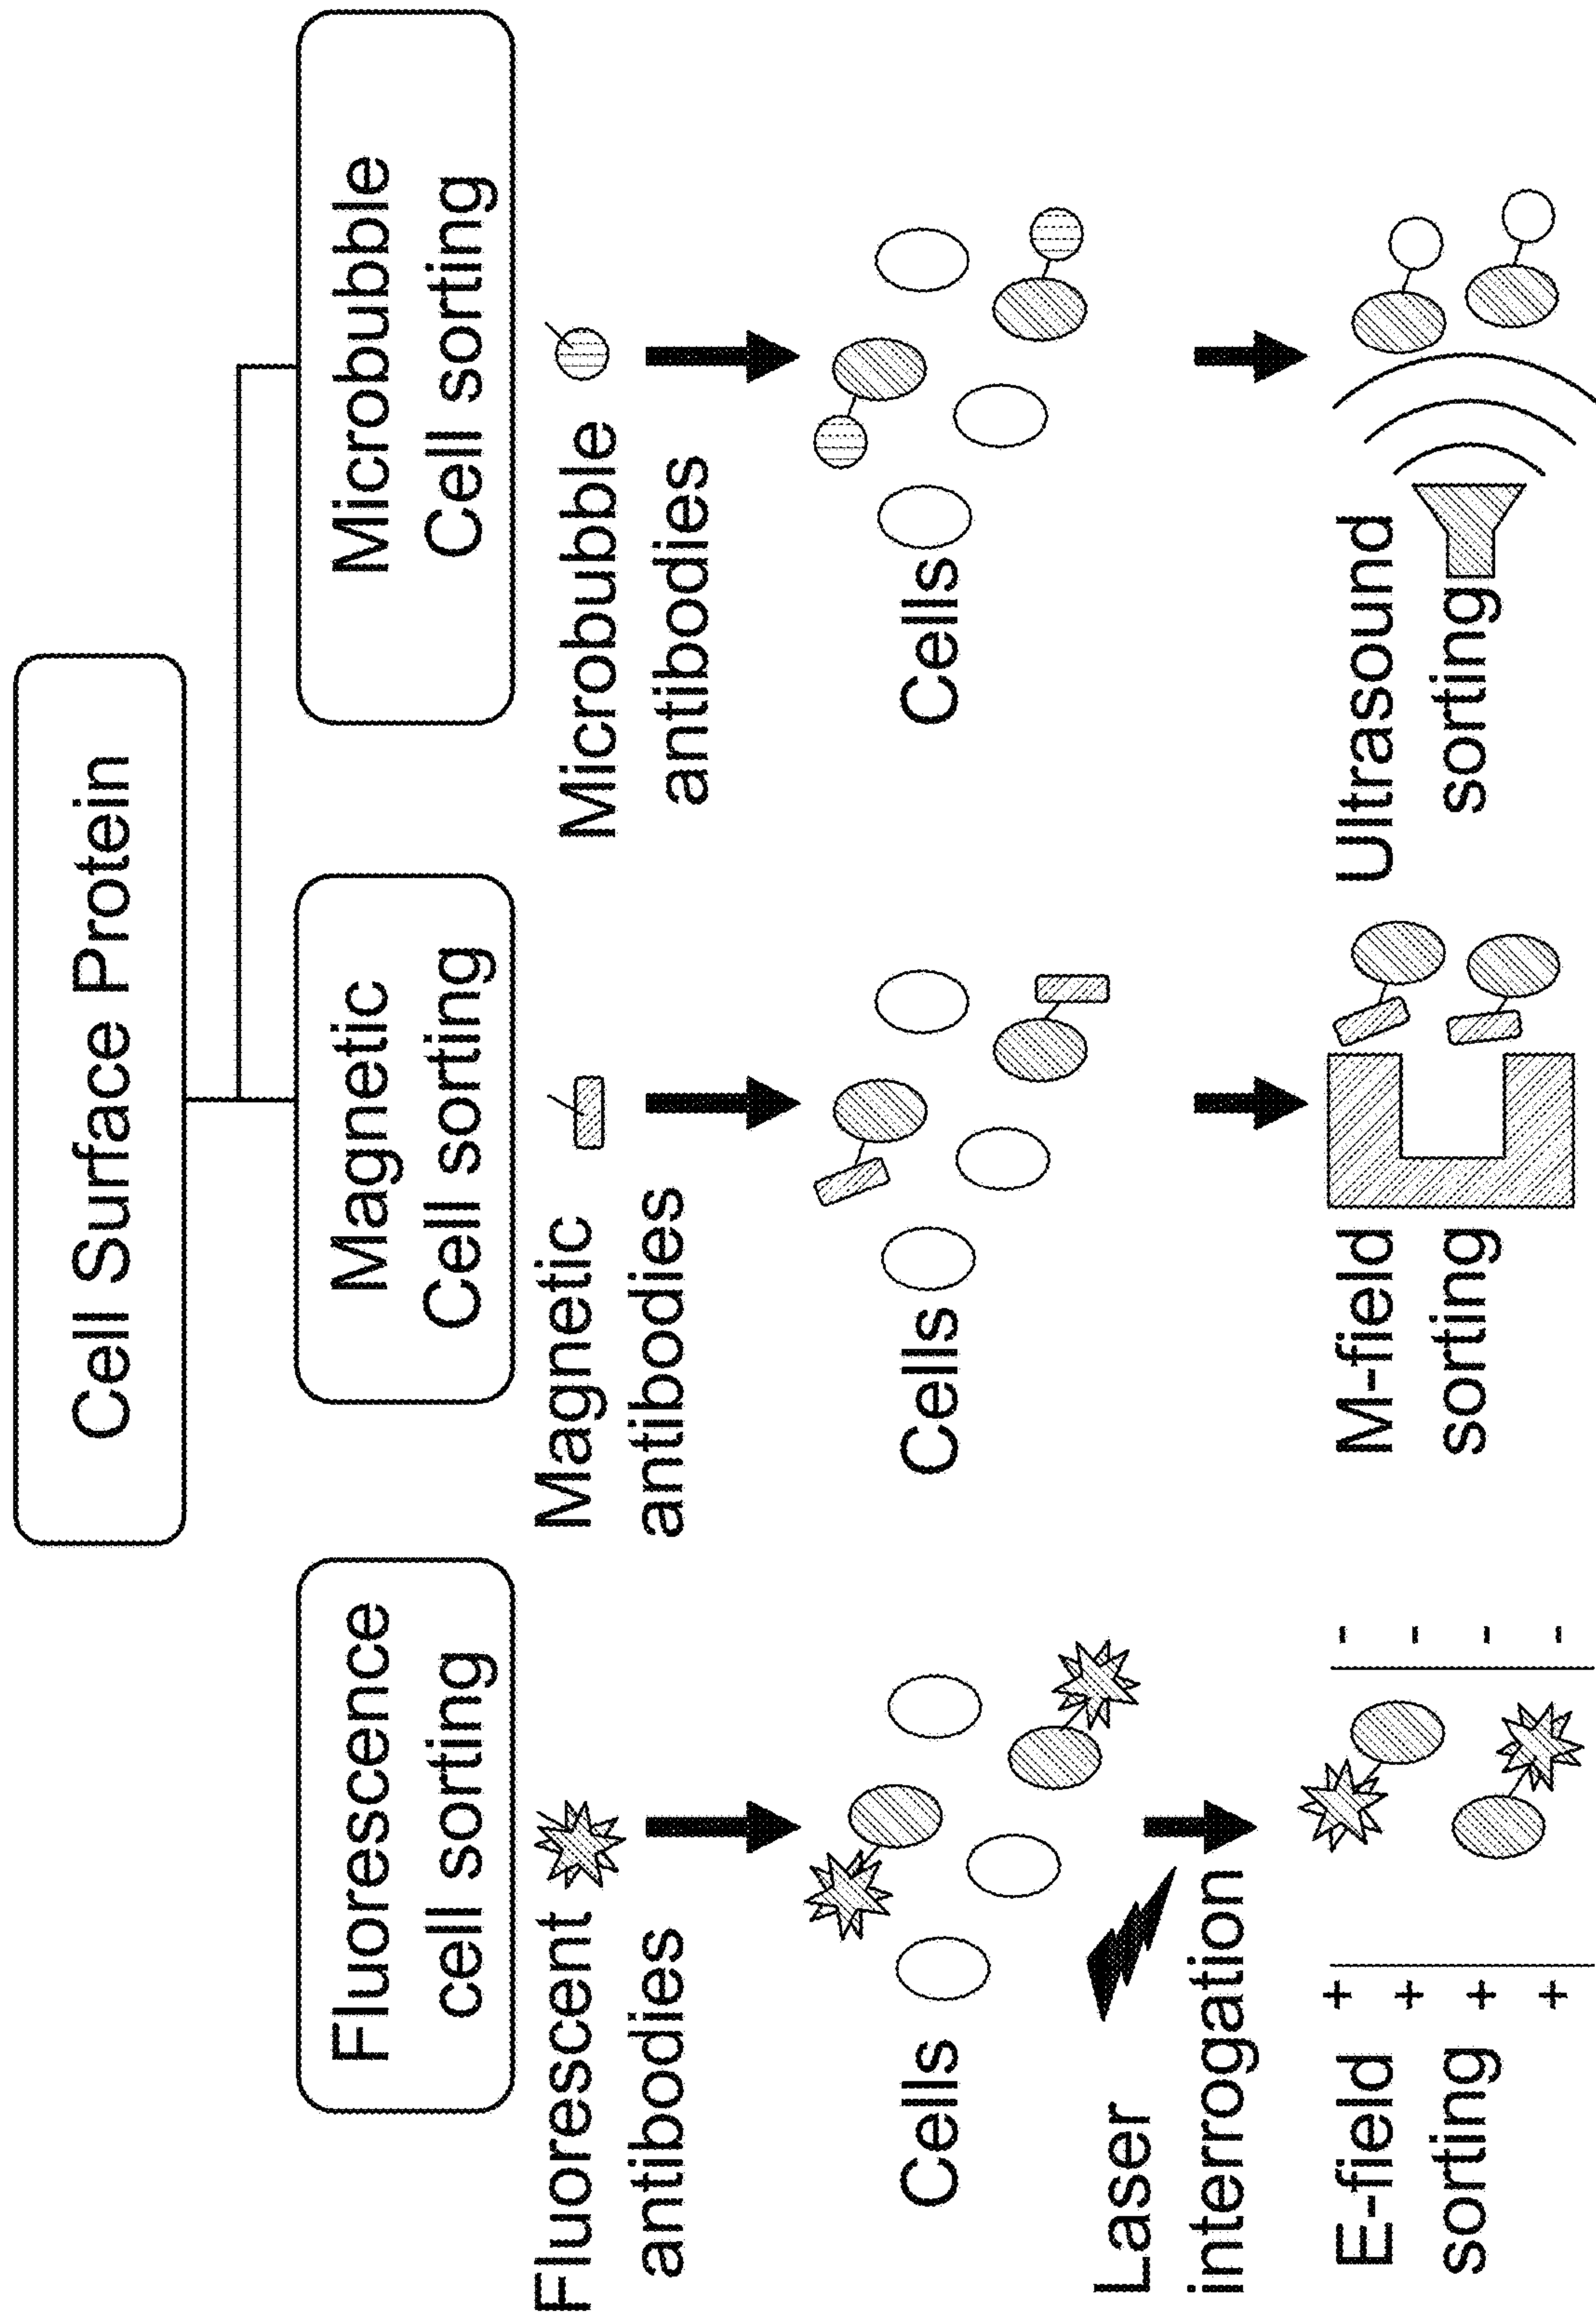 Cell Surface Protein
Fluorescence
cell sorting
Magnetic
Cell sorting
Microbubble
Cell sorting
Fluorescent
antibodies
Magnetic
antibodies
Microbubble
antibodies
Cells
Cells
Cells
Laser
interrogation
E-field
sorting
+ + + +
- - - -
M-field
sorting
Ultrasound
sorting